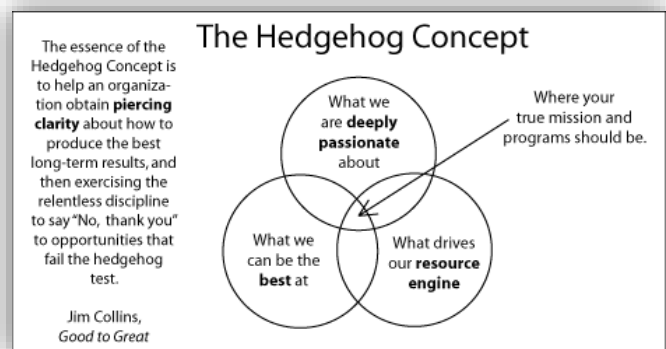 The Hedgehog Concept
The essence of the
Hedgehog Concept is
to help an organiza-
tion obtain piercing
clarity about how to
produce the best
long-term results, and
then exercising the
relentless discipline
to say "No, thank you"
to opportunities that
fail the hedgehog
test.
Jim Collins,
Good to Great
What we
are deeply
passionate
about
Where your
true mission and
programs should be.
What we
can be the
best at
What drives
our resource
engine